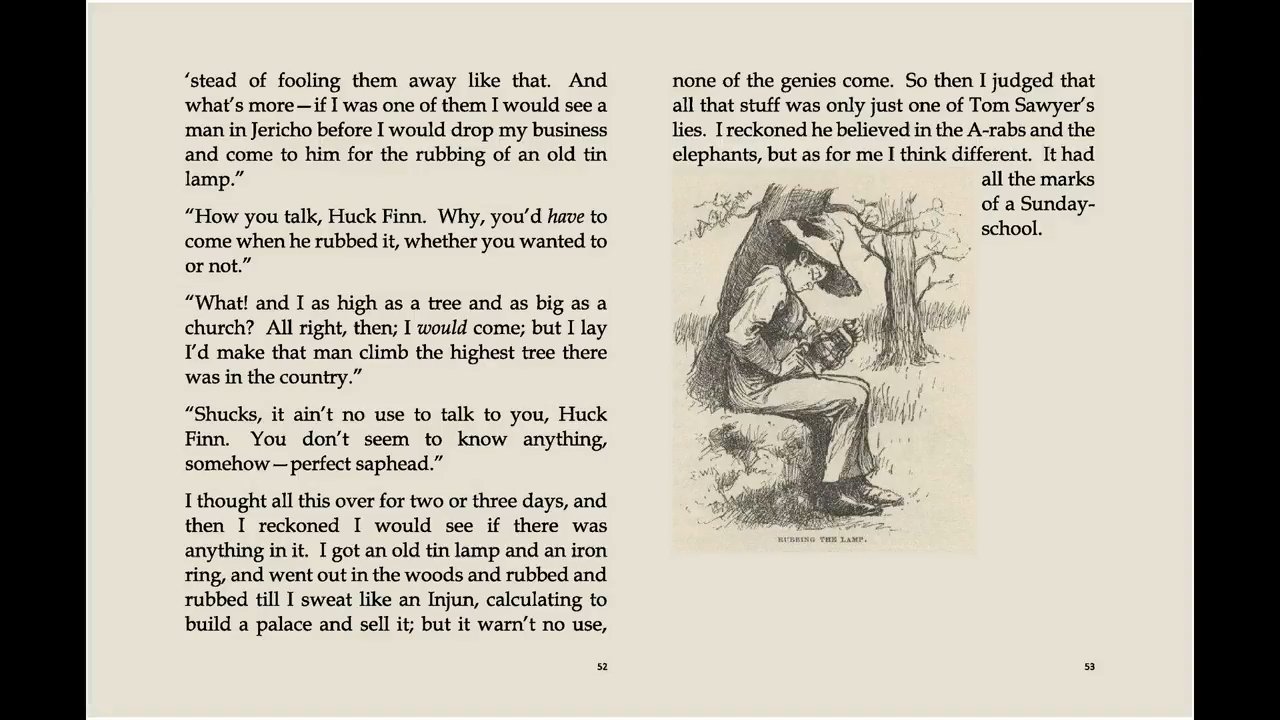 ‘stead of fooling them away like that. And
what’s more—if I was one of them I would see a
man in Jericho before I would drop my business
and come to him for the rubbing of an old tin
lamp.”
“How you talk, Huck Finn. Why, you’d have to
come when he rubbed it, whether you wanted to
or not.”
“What! and I as high as a tree and as big as a
church? All right, then; I would come; but I lay
I’d make that man climb the highest tree there
was in the country.”
“Shucks, it ain’t no use to talk to you, Huck
Finn. You don’t seem to know anything,
somehow—perfect saphead.”
I thought all this over for two or three days, and
then I reckoned I would see if there was
anything in it. I got an old tin lamp and an iron
ring, and went out in the woods and rubbed and
rubbed till I sweat like an Injun, calculating to
build a palace and sell it; but it warn’t no use,
52
none of the genies come. So then I judged that
all that stuff was only just one of Tom Sawyer’s
lies. I reckoned he believed in the A-rabs and the
elephants, but as for me I think different. It had
all the marks
of a Sunday-
school.
RUBBING THE LAMP.
53